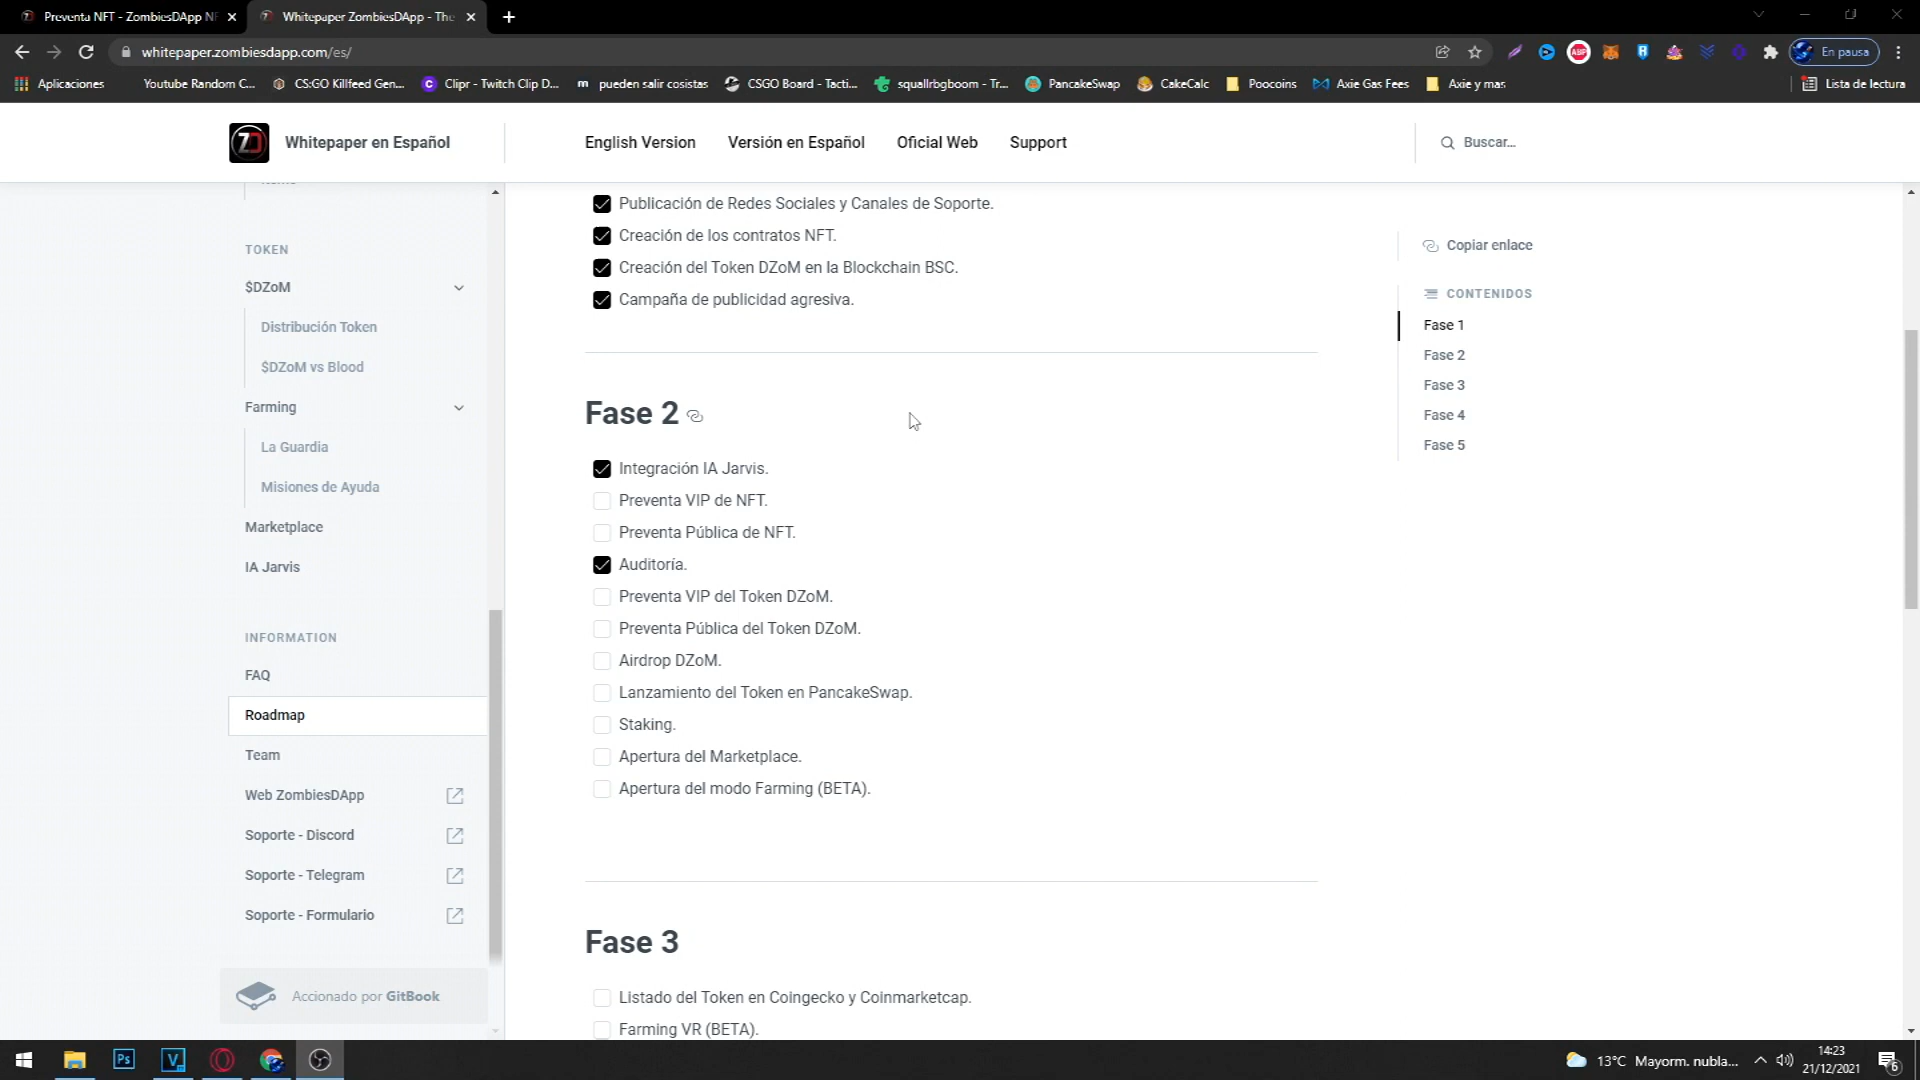 Preventa NFT - ZombiesDApp NF
Whitepaper ZombiesDApp - The
whitepaper.zombiesdapp.com/es/
En pausa
Aplicaciones
Youtube Random C...
CS:GO Killfeed Gen...
Clipr - Twitch Clip D...
pueden salir cosistas
CSGO Board - Tacti...
squallrbgboom - Tr...
PancakeSwap
CakeCalc
Poocoins
Axie Gas Fees
Axie y mas
Lista de lectura
Whitepaper en Español
English Version
Versión en Español
Oficial Web
Support
Buscar...
TOKEN
$DZoM
Distribución Token
$DZoM vs Blood
Farming
La Guardia
Misiones de Ayuda
Marketplace
IA Jarvis
INFORMATION
FAQ
Roadmap
Team
Web ZombiesDApp
Soporte - Discord
Soporte - Telegram
Soporte - Formulario
Accionado por GitBook
Publicación de Redes Sociales y Canales de Soporte.
Creación de los contratos NFT.
Creación del Token DZoM en la Blockchain BSC.
Campaña de publicidad agresiva.
Fase 2
Integración IA Jarvis.
Preventa VIP de NFT.
Preventa Pública de NFT.
Auditoría.
Preventa VIP del Token DZoM.
Preventa Pública del Token DZoM.
Airdrop DZoM.
Lanzamiento del Token en PancakeSwap.
Staking.
Apertura del Marketplace.
Apertura del modo Farming (BETA).
Fase 3
Listado del Token en Coingecko y Coinmarketcap.
Farming VR (BETA).
Copiar enlace
CONTENIDOS
Fase 1
Fase 2
Fase 3
Fase 4
Fase 5
13°C Mayorm. nubla...
14:23
21/12/2021
6